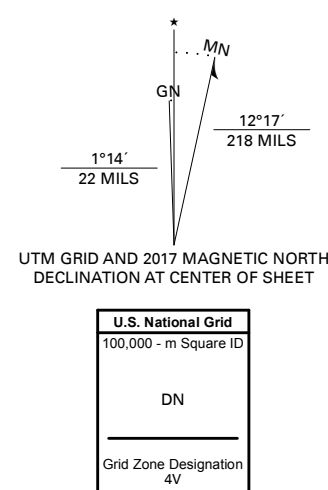 ★
MN
GN
12°17´
218 MILS
1°14´
22 MILS
UTM GRID AND 2017 MAGNETIC NORTH
DECLINATION AT CENTER OF SHEET
U.S. National Grid
100,000 - m Square ID
DN
Grid Zone Designation
4V